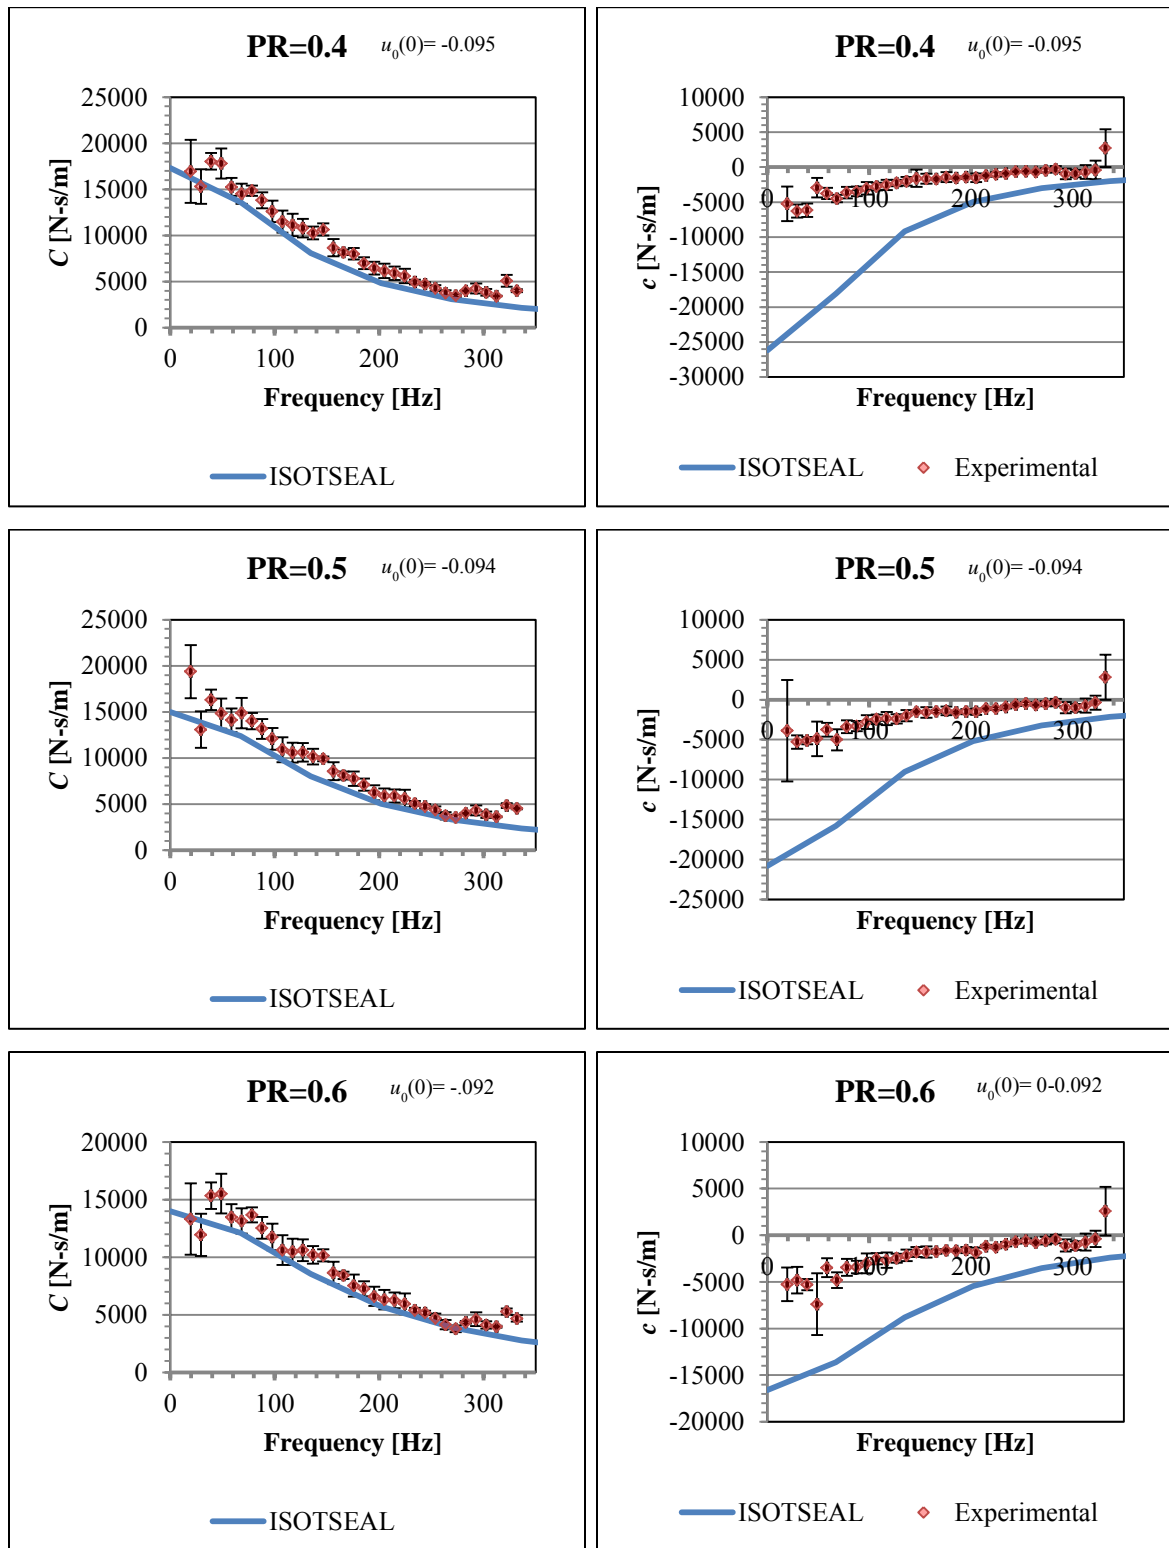 PR=0.4 u₀(0)= -0.095
25000
20000
15000
10000
5000
0
C [N-s/m]
0 100 200 300
Frequency [Hz]
ISOTSEAL
PR=0.4 u₀(0)= -0.095
10000
5000
0
-5000
-10000
-15000
-20000
-25000
-30000
c [N-s/m]
0 100 200 300
Frequency [Hz]
ISOTSEAL Experimental
PR=0.5 u₀(0)= -0.094
25000
20000
15000
10000
5000
0
C [N-s/m]
0 100 200 300
Frequency [Hz]
ISOTSEAL
PR=0.5 u₀(0)= -0.094
10000
5000
0
-5000
-10000
-15000
-20000
-25000
c [N-s/m]
0 100 200 300
Frequency [Hz]
ISOTSEAL Experimental
PR=0.6 u₀(0)= -.092
20000
15000
10000
5000
0
C [N-s/m]
0 100 200 300
Frequency [Hz]
ISOTSEAL
PR=0.6 u₀(0)= 0-0.092
10000
5000
0
-5000
-10000
-15000
-20000
c [N-s/m]
0 100 200 300
Frequency [Hz]
ISOTSEAL Experimental